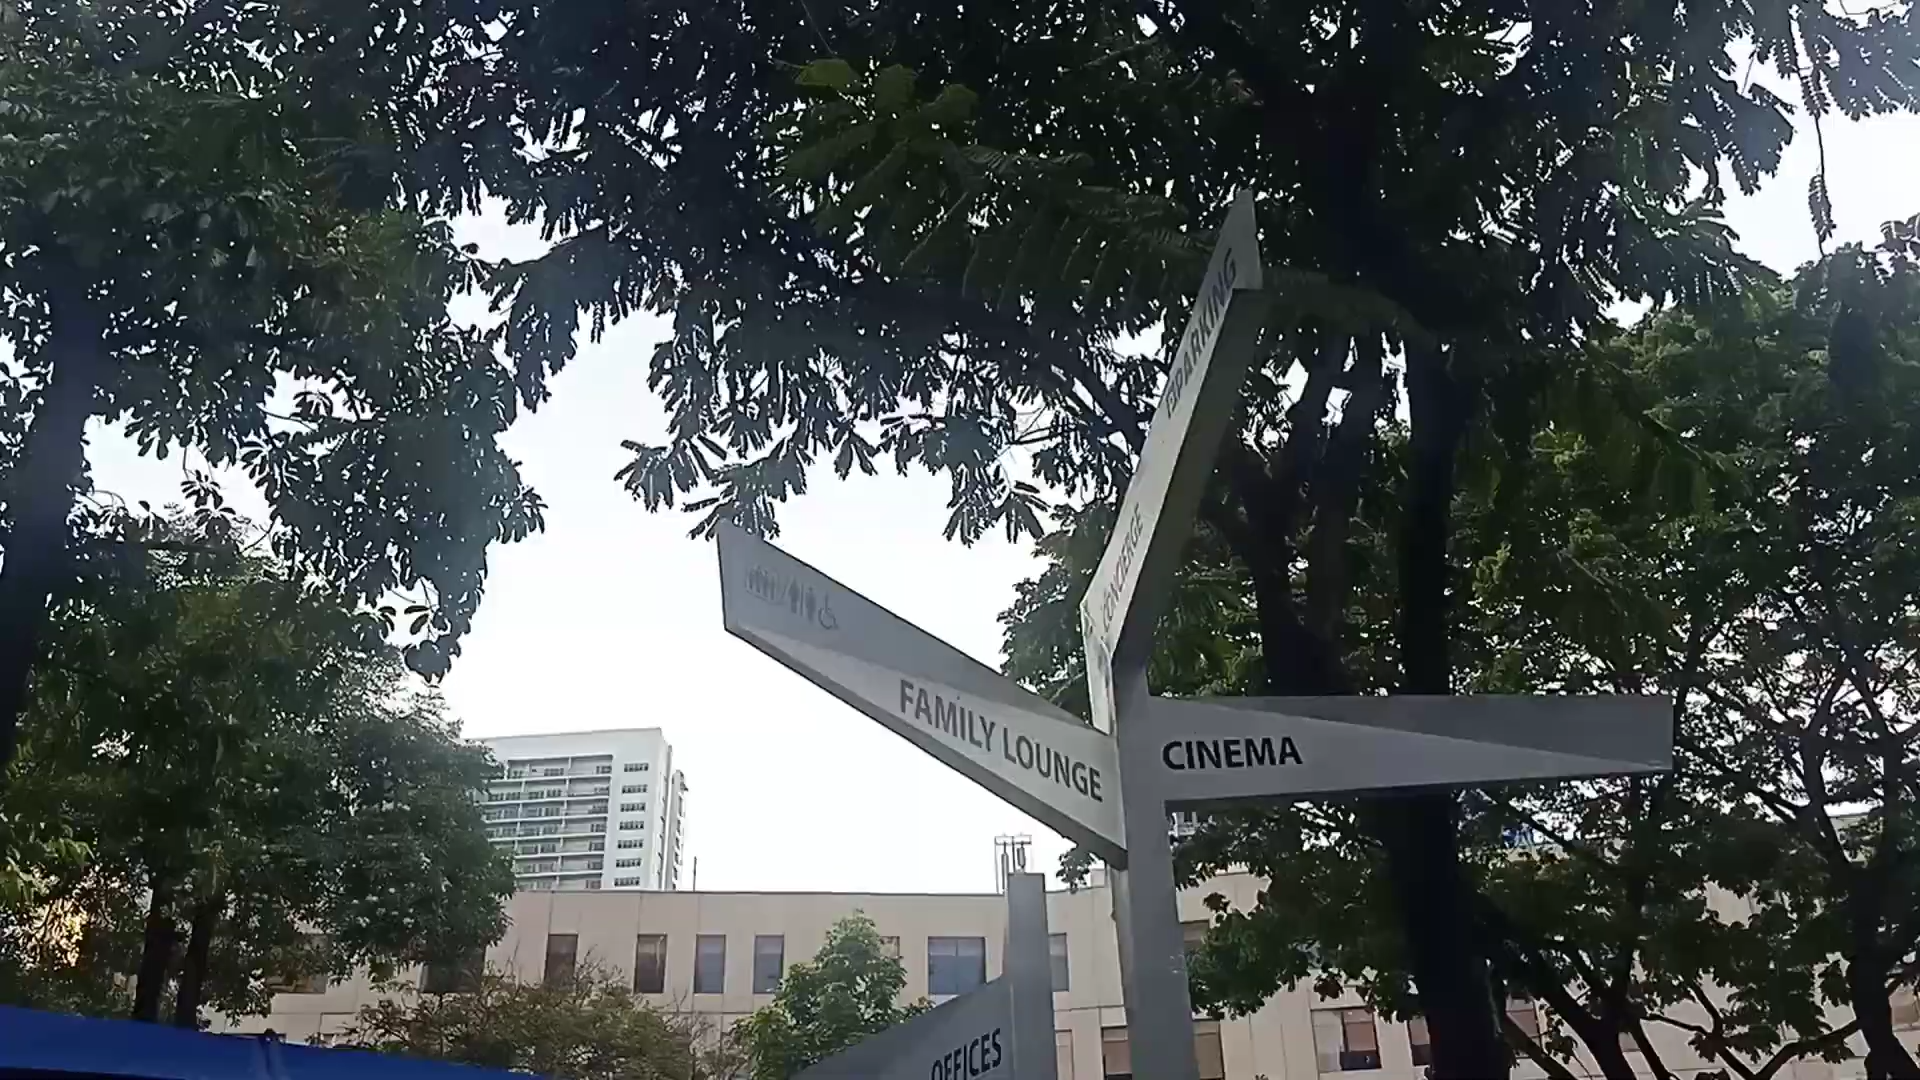 PARKING
CONCIERGE
FAMILY LOUNGE
CINEMA
OFFICES